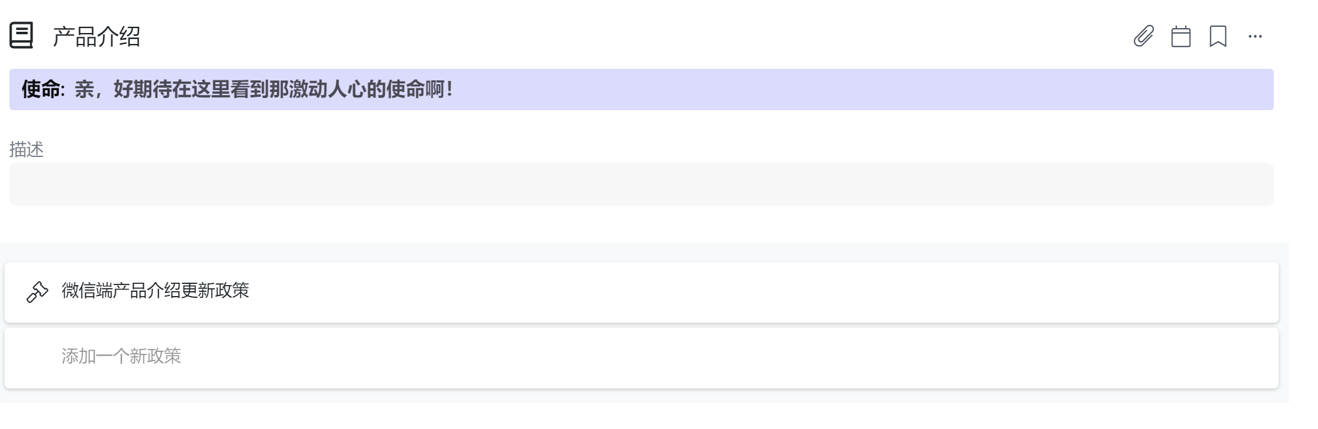 产品介绍
使命: 亲，好期待在这里看到那激动人心的使命啊！
描述
微信端产品介绍更新政策
添加一个新政策